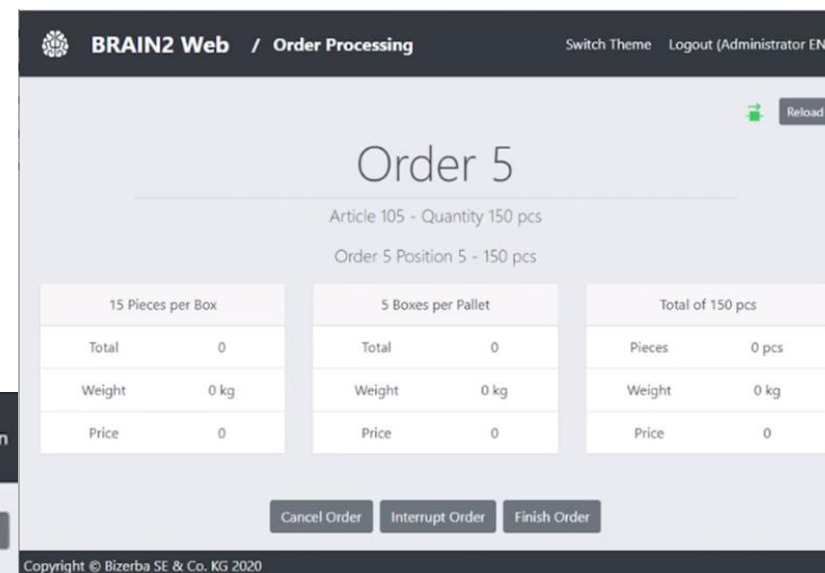 BRAIN2 Web / Order Processing Switch Theme Logout (Administrator EN
Reload
Order 5
Article 105 - Quantity 150 pcs
Order 5 Position 5 - 150 pcs
15 Pieces per Box 5 Boxes per Pallet Total of 150 pcs
Total 0 Total 0 Pieces 0 pcs
Weight 0 kg Weight 0 kg Weight 0 kg
Price 0 Price 0 Price 0
n
Cancel Order Interrupt Order Finish Order
Copyright © Bizerba SE & Co. KG 2020